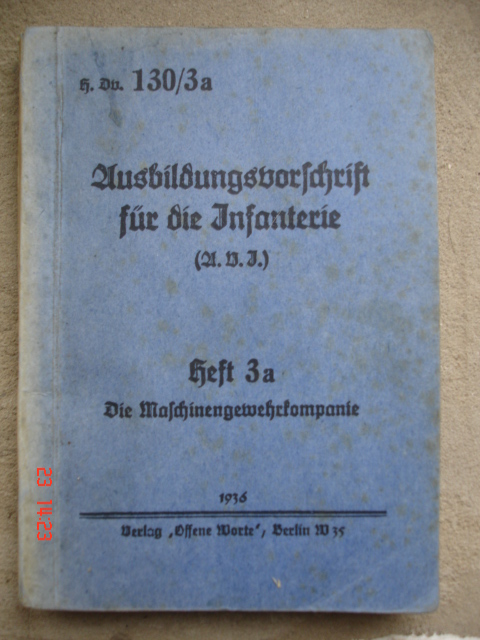 H. Dv. 130/3a
Ausbildungsvorschrift
für die Infanterie
(A. V. I.)
Heft 3a
Die Maschinengewehrkompanie
1936
Verlag „Offene Worte“, Berlin W 35
23 14:23